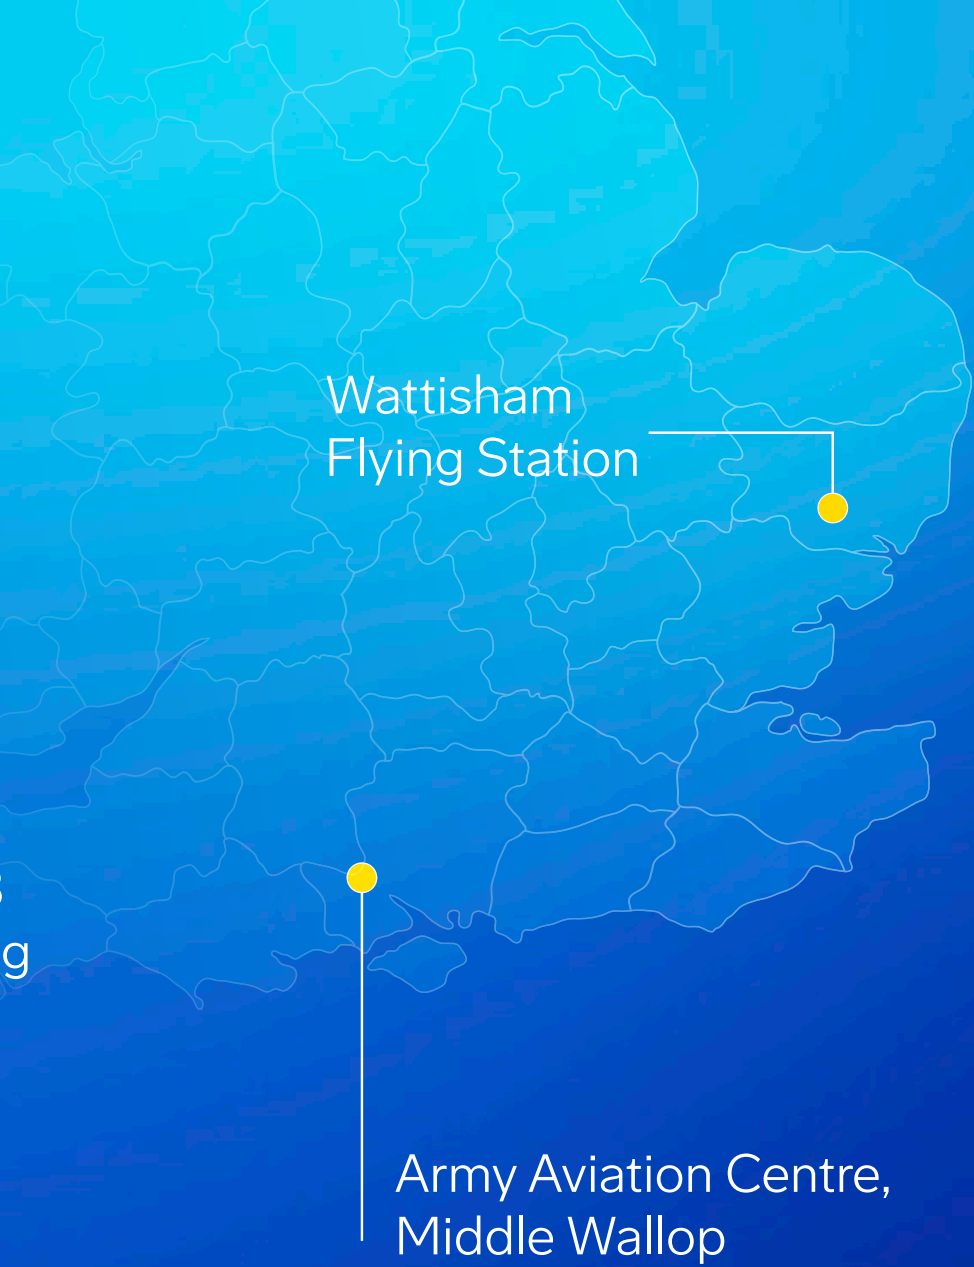 Wattisham
Flying Station
g
Army Aviation Centre,
Middle Wallop